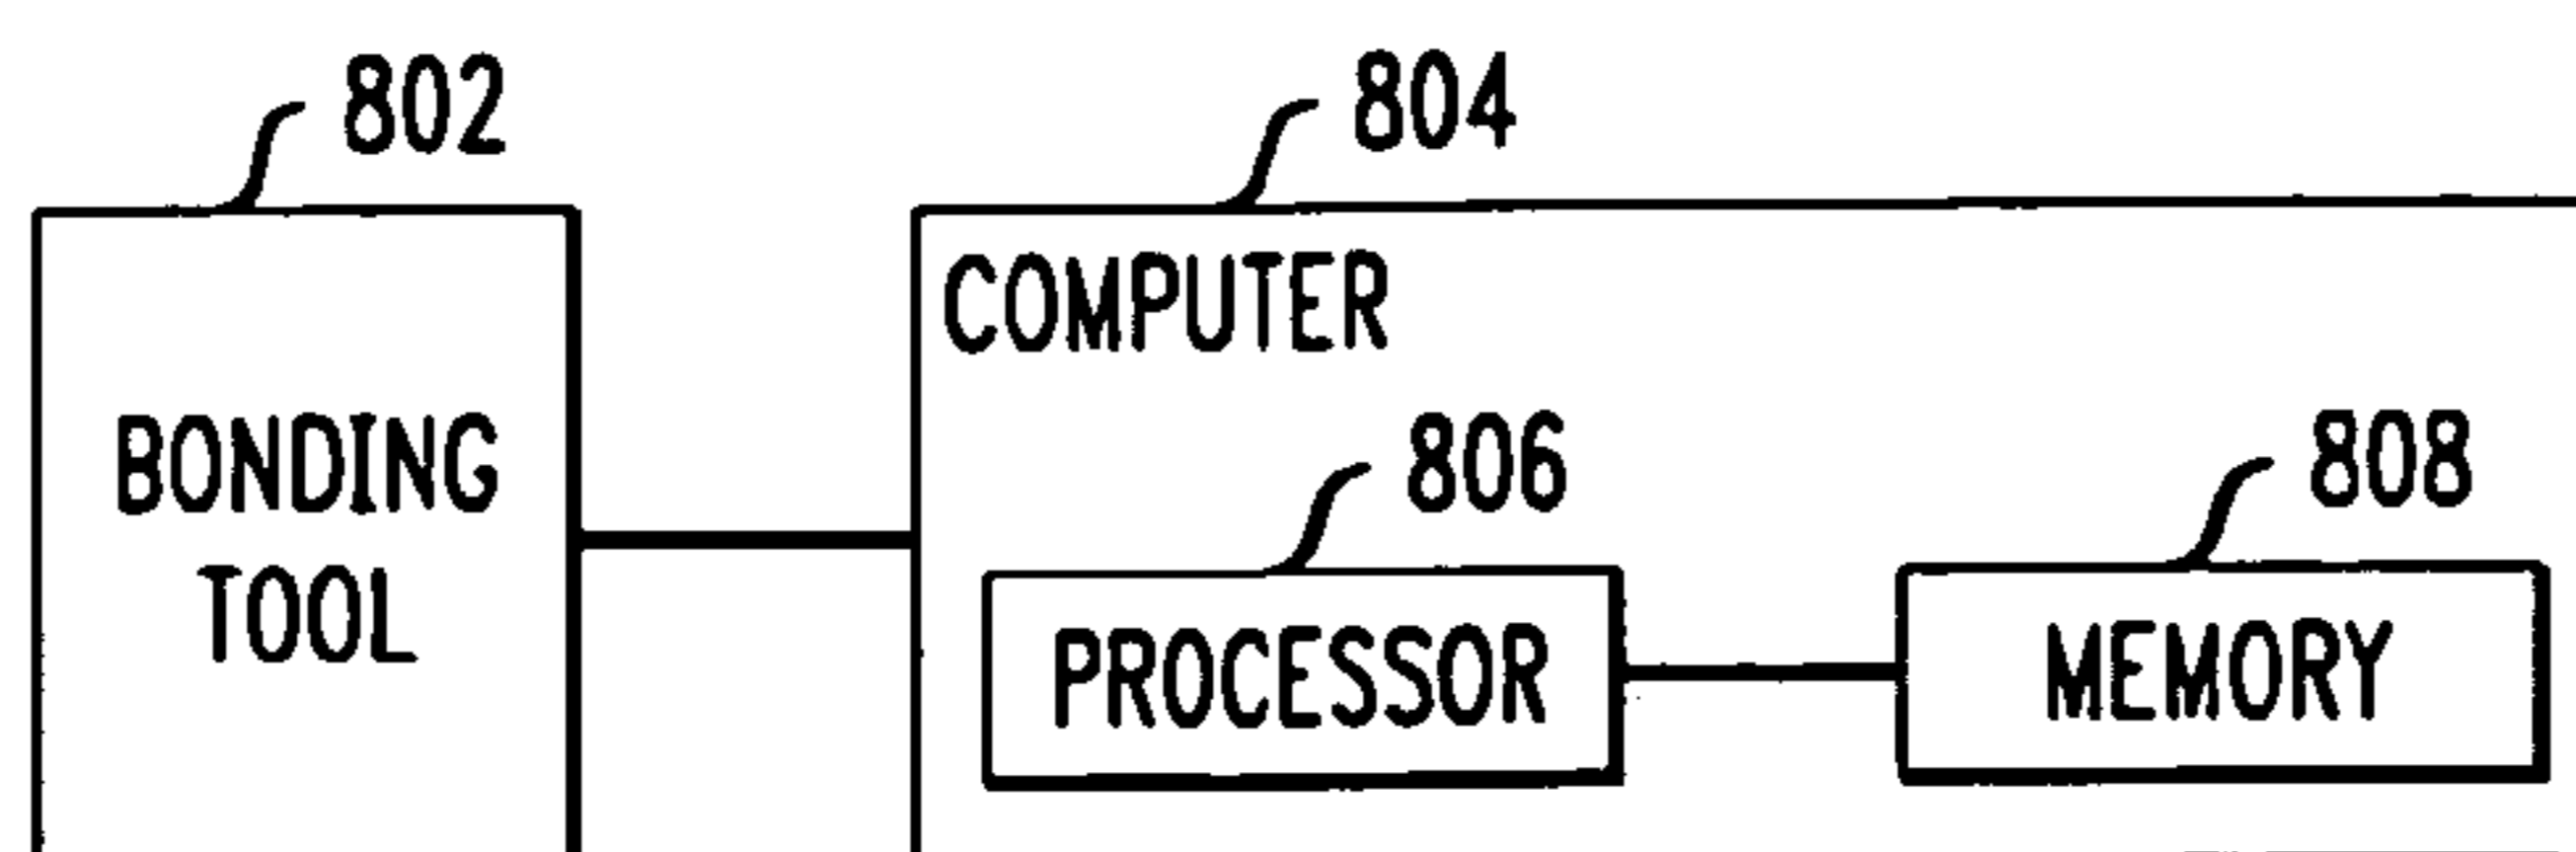 802
804
COMPUTER
BONDING
TOOL
806
808
PROCESSOR
MEMORY